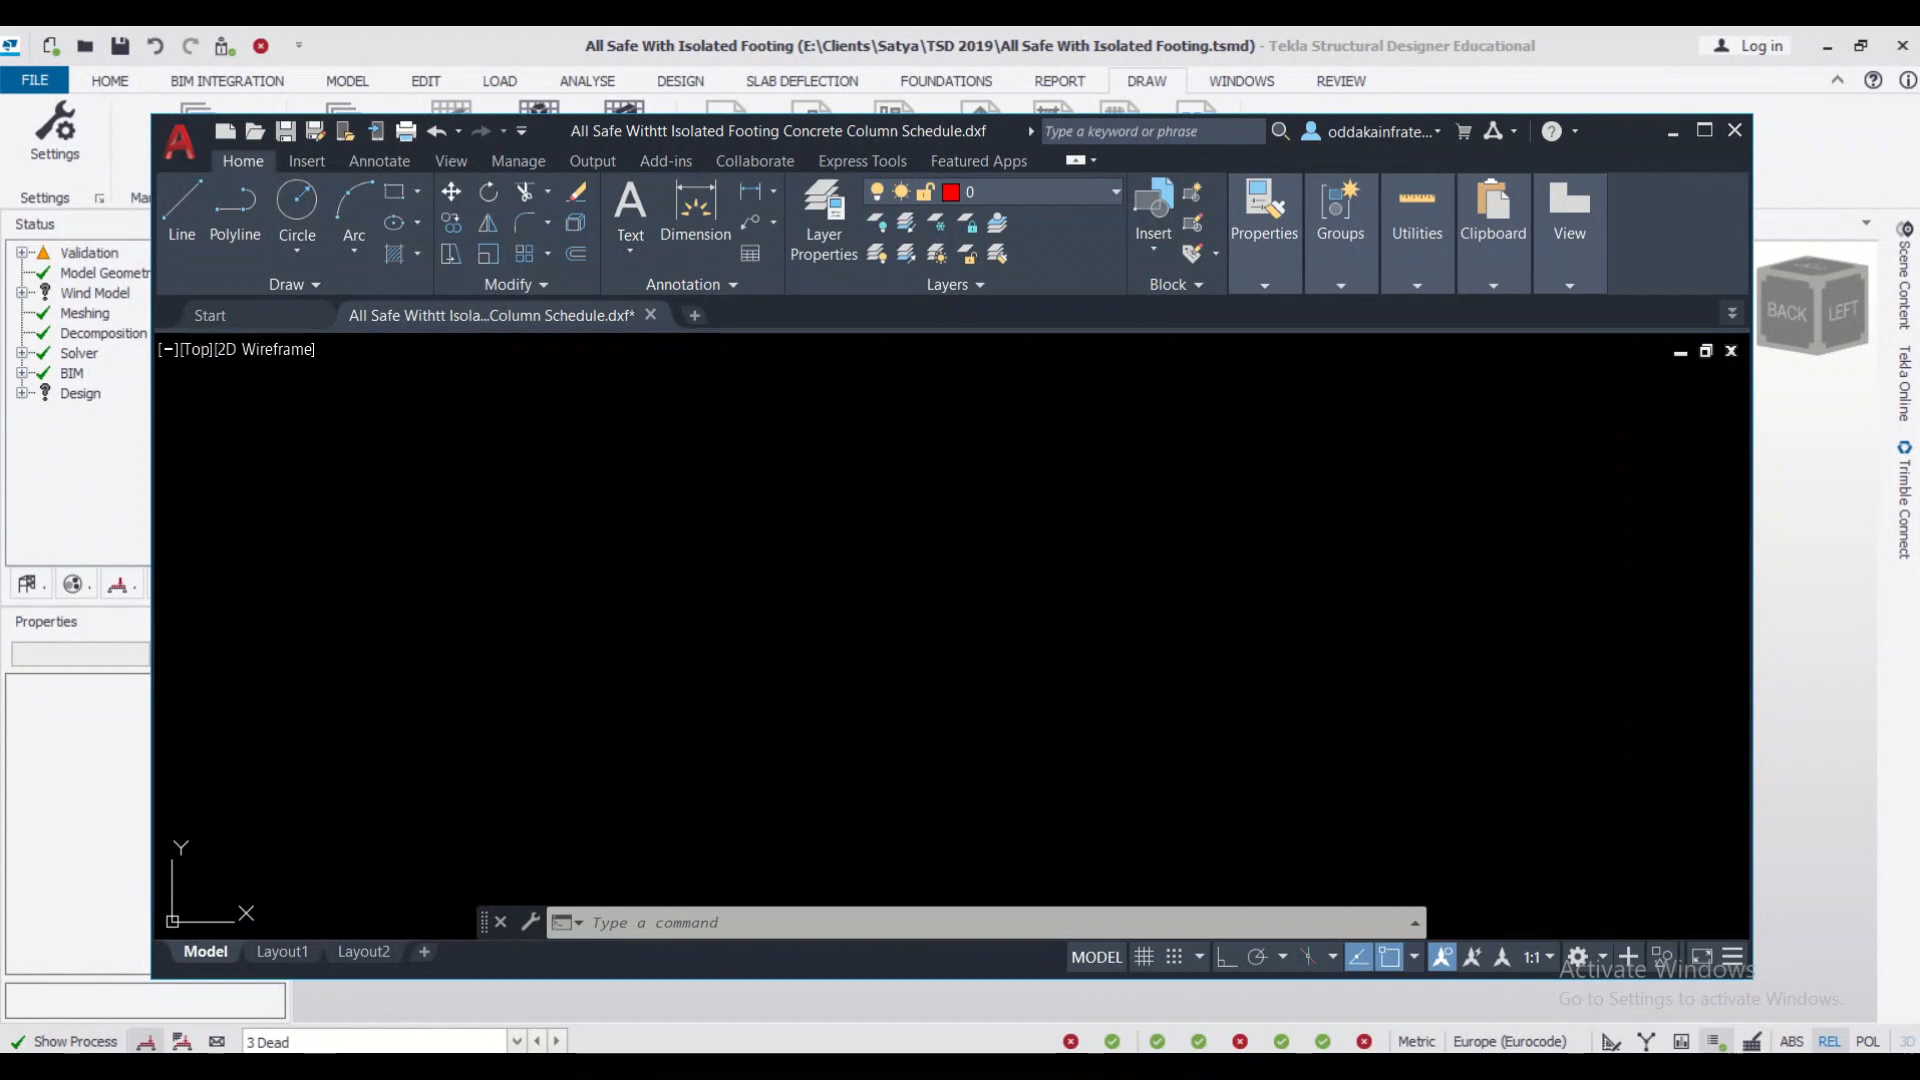 All Safe With Isolated Footing (E:\Clients\Satya\TSD 2019\All Safe With Isolated Footing.tsmd) - Tekla Structural Designer Educational
Log in
FILE HOME BIM INTEGRATION MODEL EDIT LOAD ANALYSE DESIGN SLAB DEFLECTION FOUNDATIONS REPORT DRAW WINDOWS REVIEW
Settings
Settings
Status
Validation
Model Geometr
Wind Model
Meshing
Decomposition
Solver
BIM
Design
Properties
All Safe Withtt Isolated Footing Concrete Column Schedule.dxf
Type a keyword or phrase
oddakainfrate...
Home Insert Annotate View Manage Output Add-ins Collaborate Express Tools Featured Apps
0
Line Polyline Circle Arc
Text Dimension
Layer
Properties
Insert
Properties Groups Utilities Clipboard View
Draw Modify Annotation Layers Block
Start
All Safe Withtt Isola...Column Schedule.dxf*
[−][Top][2D Wireframe]
BACK LEFT
Scene Content
Tekla Online
Trimble Connect
Y
X
Type a command
Model Layout1 Layout2
MODEL
1:1
Activate Windows
Go to Settings to activate Windows.
Show Process
3 Dead
Metric Europe (Eurocode)
ABS REL POL 3D